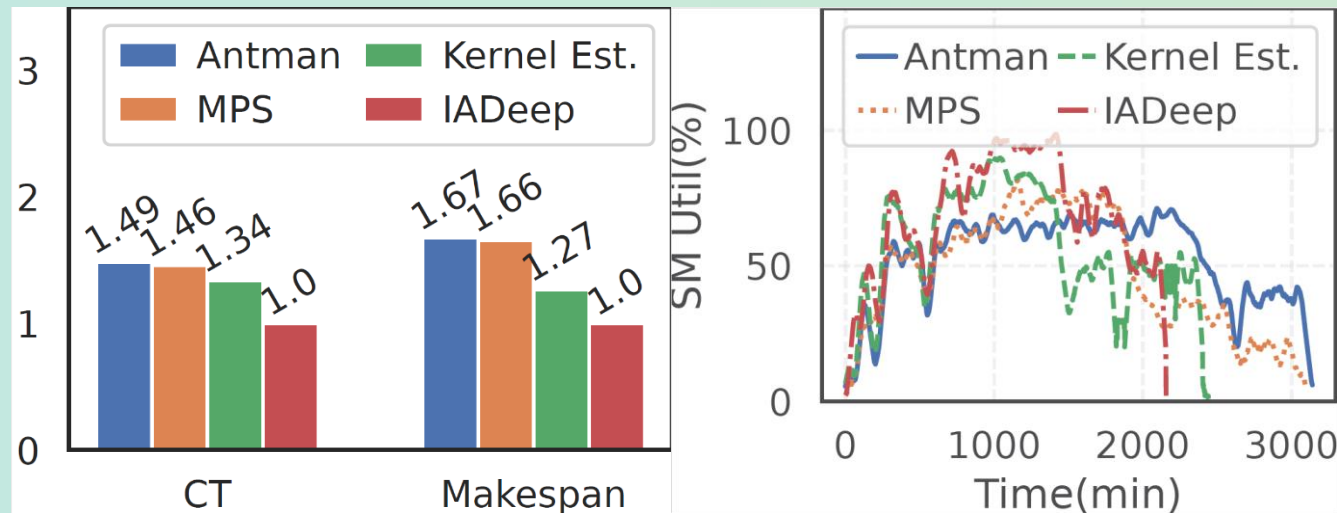 Antman Kernel Est.
MPS IADeep
3
2
1
0
1.49
1.46
1.34
1.0
1.67
1.66
1.27
1.0
CT Makespan
Antman Kernel Est.
MPS IADeep
SM Util(%)
100
50
0
0 1000 2000 3000
Time(min)